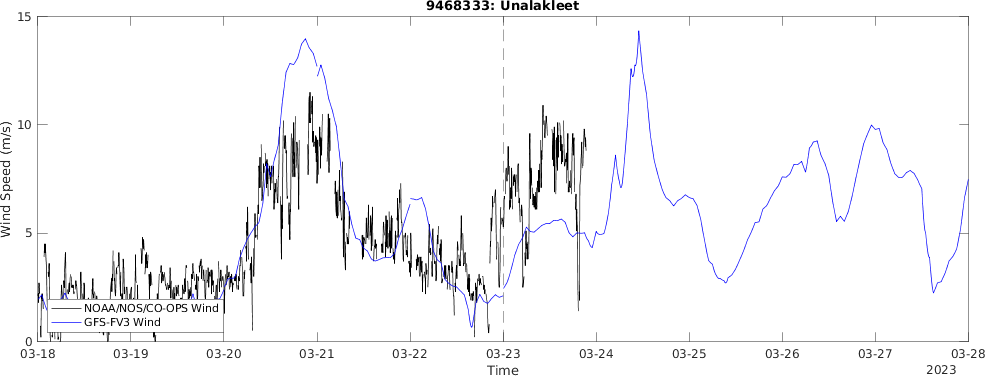 9468333: Unalakleet
15
10
5
0
Wind Speed (m/s)
NOAA/NOS/CO-OPS Wind
GFS-FV3 Wind
03-18 03-19 03-20 03-21 03-22 03-23 03-24 03-25 03-26 03-27 03-28
Time
2023